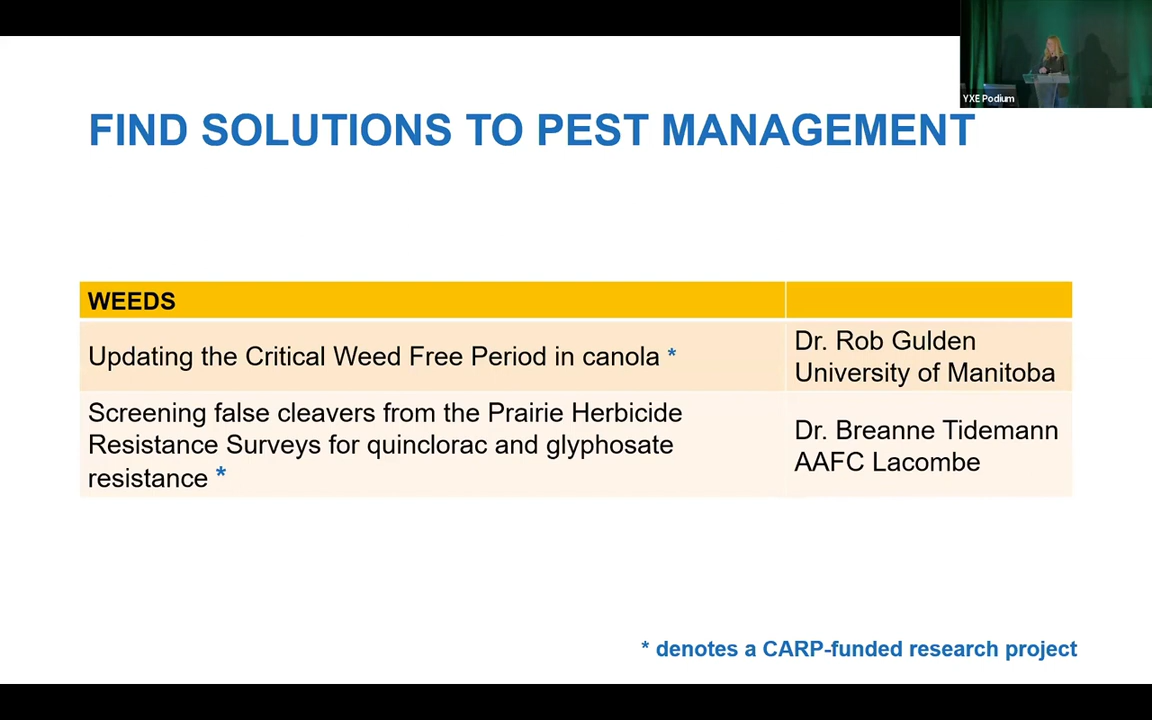 YXE Podium
FIND SOLUTIONS TO PEST MANAGEMENT
WEEDS
Updating the Critical Weed Free Period in canola *
Dr. Rob Gulden
University of Manitoba
Screening false cleavers from the Prairie Herbicide
Resistance Surveys for quinclorac and glyphosate
resistance *
Dr. Breanne Tidemann
AAFC Lacombe
* denotes a CARP-funded research project